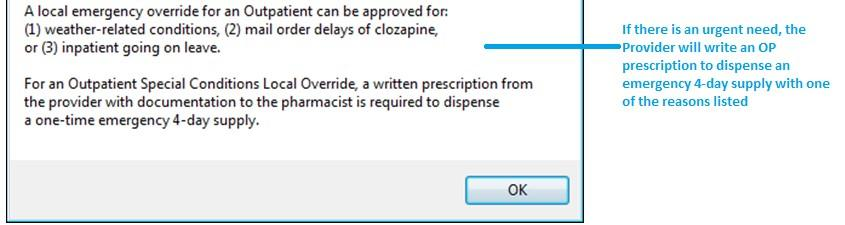 A local emergency override for an Outpatient can be approved for:
(1) weather-related conditions, (2) mail order delays of clozapine,
or (3) inpatient going on leave.
For an Outpatient Special Conditions Local Override, a written prescription from
the provider with documentation to the pharmacist is required to dispense
a one-time emergency 4-day supply.
OK
If there is an urgent need, the
Provider will write an OP
prescription to dispense an
emergency 4-day supply with one
of the reasons listed